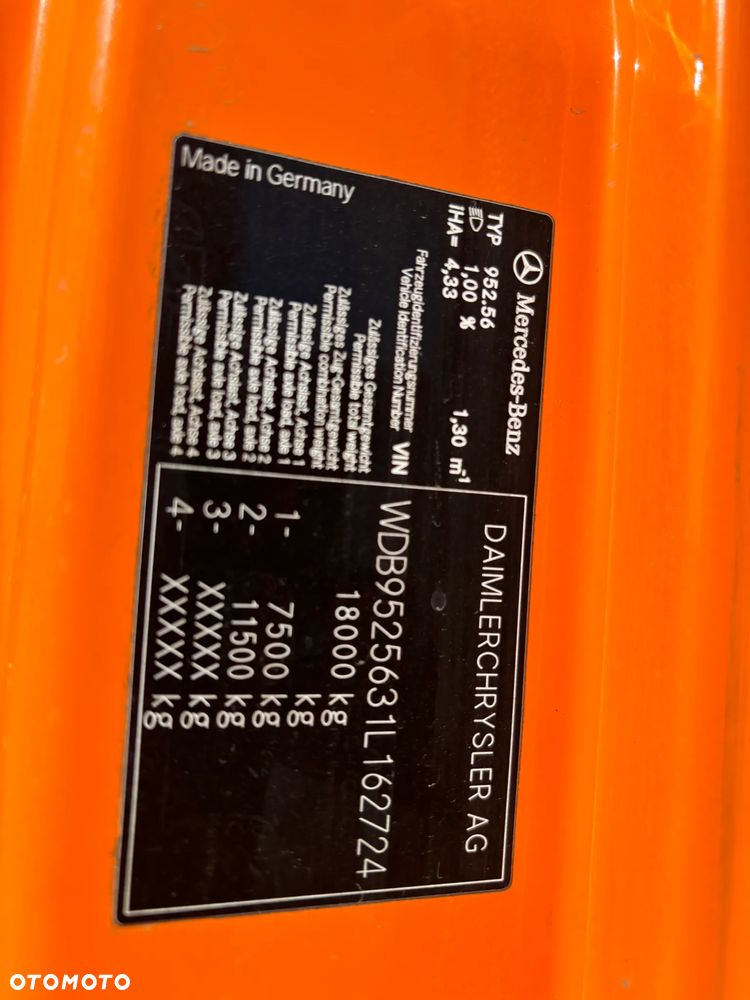 Mercedes-Benz
DAIMLERCHRYSLER AG
TYP 952.56
1,00 % 1,30 m-1
IHA= 4,33
Fahrzeugidentifizierungsnummer
Vehicle Identification Number VIN WDB9525631L162724
Zulässiges Gesamtgewicht
Permissible total weight 18000 kg
Zulässiges Zug-Gesamtgewicht
Permissible combination weight kg
Zulässige Achslast, Achse 1
Permissible axle load, axle 1 1- 7500 kg
Zulässige Achslast, Achse 2
Permissible axle load, axle 2 2- 11500 kg
Zulässige Achslast, Achse 3
Permissible axle load, axle 3 3- XXXXX kg
Zulässige Achslast, Achse 4
Permissible axle load, axle 4 4- XXXXX kg
Made in Germany
OTOMOTO